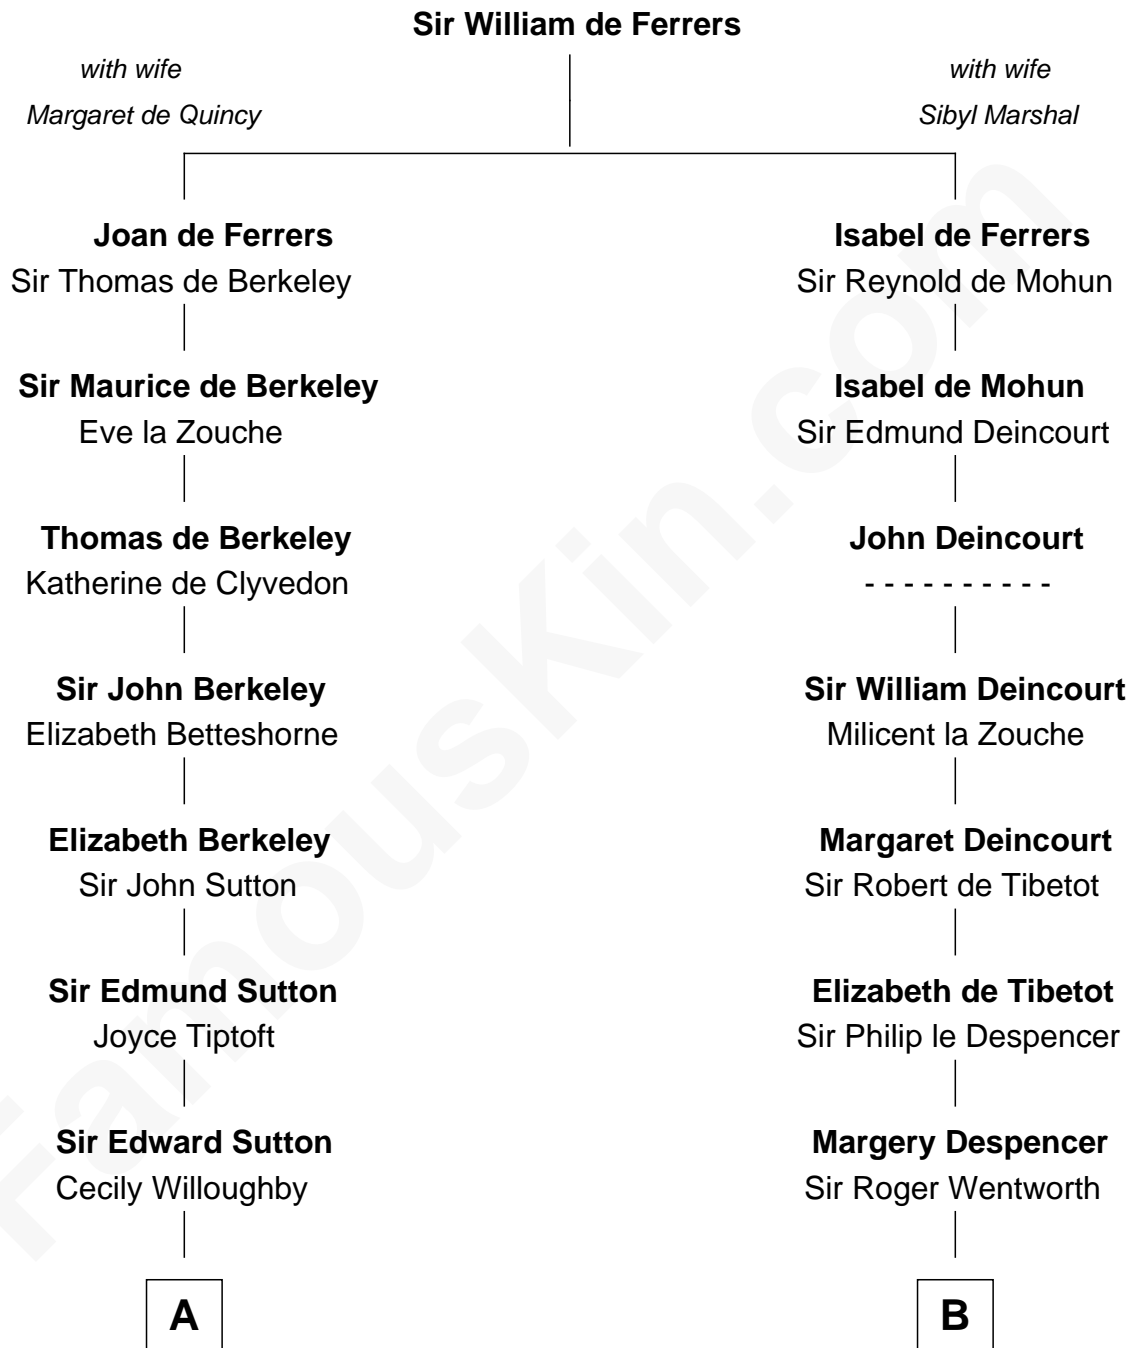 Sir William de Ferrers
with wife
Margaret de Quincy
with wife
Sibyl Marshal
Joan de Ferrers
Sir Thomas de Berkeley
Isabel de Ferrers
Sir Reynold de Mohun
Sir Maurice de Berkeley
Eve la Zouche
Isabel de Mohun
Sir Edmund Deincourt
Thomas de Berkeley
Katherine de Clyvedon
John Deincourt
- - - - - - - - - -
Sir John Berkeley
Elizabeth Betteshorne
Sir William Deincourt
Milicent la Zouche
Elizabeth Berkeley
Sir John Sutton
Margaret Deincourt
Sir Robert de Tibetot
Sir Edmund Sutton
Joyce Tiptoft
Elizabeth de Tibetot
Sir Philip le Despencer
Sir Edward Sutton
Cecily Willoughby
Margery Despencer
Sir Roger Wentworth
A
B
FamousKin.com